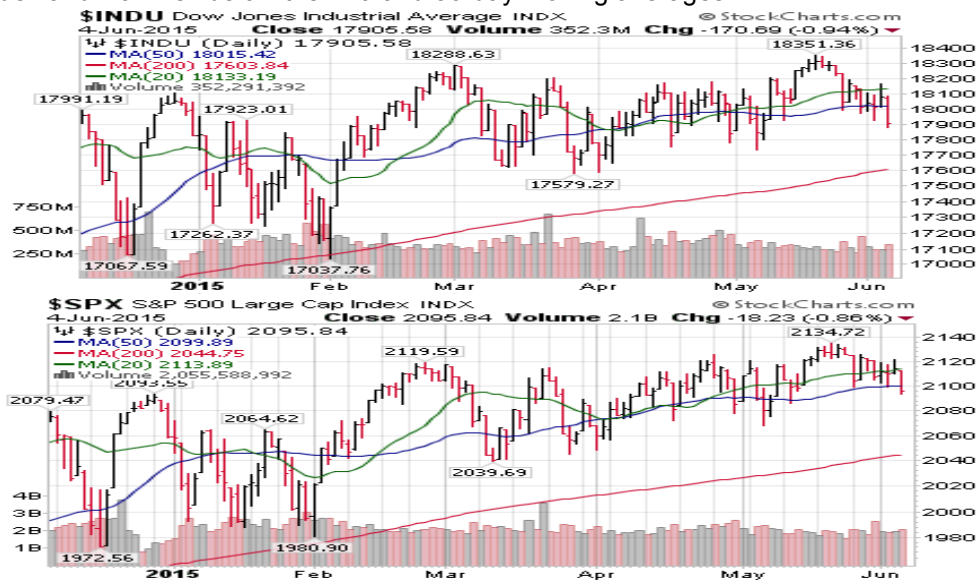 $INDU Dow Jones Industrial Average INDX © StockCharts.com
4-Jun-2015 Close 17905.58 Volume 352.3M Chg -170.69 (-0.94%)
$INDU (Daily) 17905.58
MA(50) 18015.42
MA(200) 17603.84
MA(20) 18133.19
Volume 352,291,392
17991.19
17923.01
18288.63
18351.36
17579.27
17262.37
17067.59
17037.76
18400
18300
18200
18100
18000
17900
17800
17700
17600
17500
17400
17300
17200
17100
17000
750M
500M
250M
2015 Feb Mar Apr May Jun
$SPX S&P 500 Large Cap Index INDX © StockCharts.com
4-Jun-2015 Close 2095.84 Volume 2.1B Chg -18.23 (-0.86%)
$SPX (Daily) 2095.84
MA(50) 2099.89
MA(200) 2044.75
MA(20) 2113.89
Volume 2,055,588,992
2093.55
2079.47
2064.62
2119.59
2134.72
2039.69
1972.56
1980.90
2140
2120
2100
2080
2060
2040
2020
2000
1980
4B
3B
2B
1B
2015 Feb Mar Apr May Jun